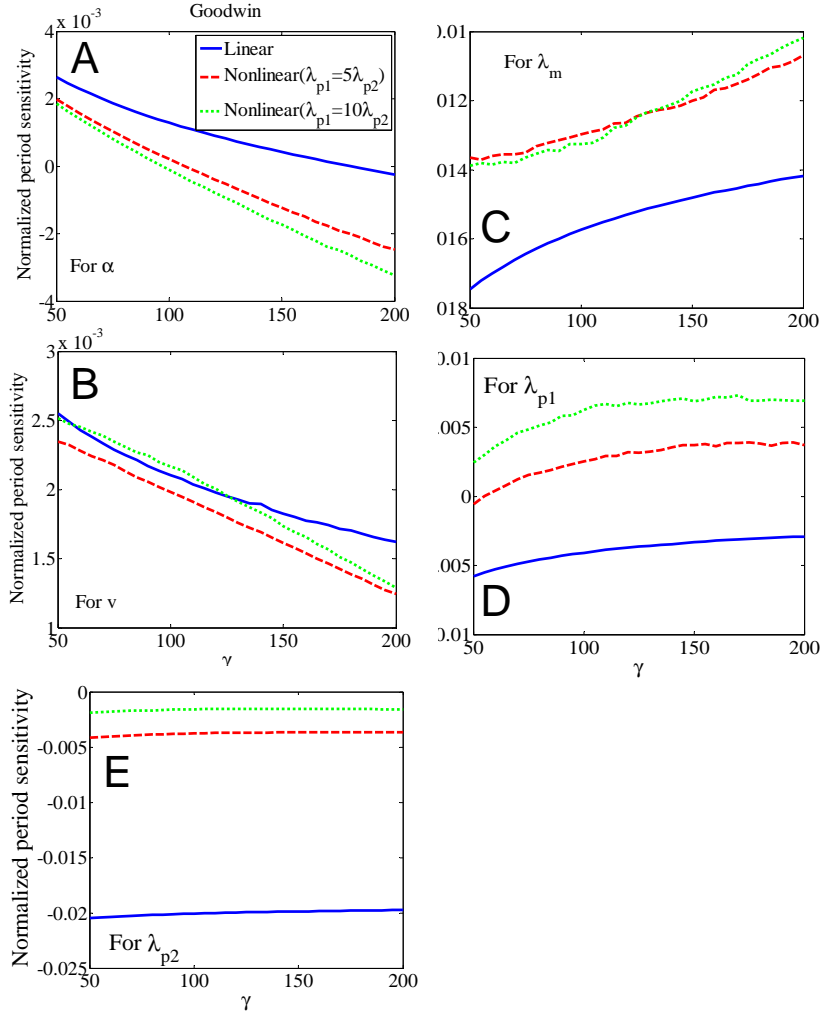 Goodwin
x 10⁻³
A
Linear
Nonlinear(λp1=5λp2)
Nonlinear(λp1=10λp2
Normalized period sensitivity
4
2
0
-2
-4
For α
50
100
150
200
0.01
For λm
012
014
016
018
C
50
100
150
200
x 10⁻³
B
Normalized period sensitivity
3
2.5
2
1.5
1
For v
50
100
150
200
γ
0.01
For λp1
.005
0
.005
0.01
D
50
100
150
200
γ
Normalized period sensitivity
0
-0.005
-0.01
-0.015
-0.02
-0.025
E
For λp2
50
100
150
200
γ